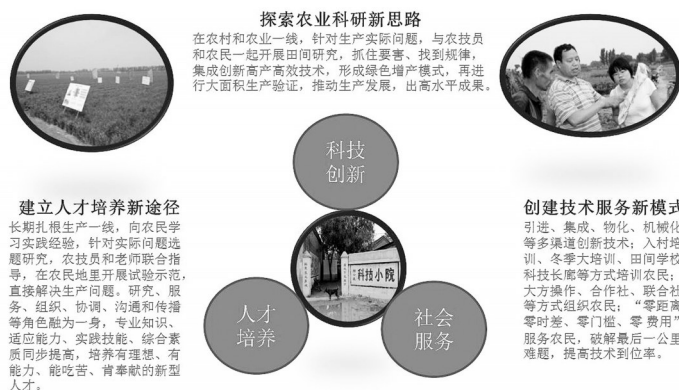 探索农业科研新思路
在农村和农业一线，针对生产实际问题，与农技员
和农民一起开展田间研究，抓住要害、找到规律，
集成创新高产高效技术，形成绿色增产模式，再进
行大面积生产验证，推动生产发展，出高水平成果。
科技
创新
建立人才培养新途径
长期扎根生产一线，向农民学
习实践经验，针对实际问题选
题研究，农技员和老师联合指
导，在农民地里开展试验示范，
直接解决生产问题。研究、服
务、组织、协调、沟通和传播
等角色融为一身，专业知识、
适应能力、实践技能、综合素
质同步提高，培养有理想、有
能力、能吃苦、肯奉献的新型
人才。
科技小院
人才
培养
社会
服务
创建技术服务新模式
引进、集成、物化、机械化
等多渠道创新技术；入村培
训、冬季大培训、田间学校
科技长廊等方式培训农民；
大方操作、合作社、联合社
等方式组织农民；“零距离
零时差、零门槛、零费用”
服务农民，破解最后一公里
难题，提高技术到位率。